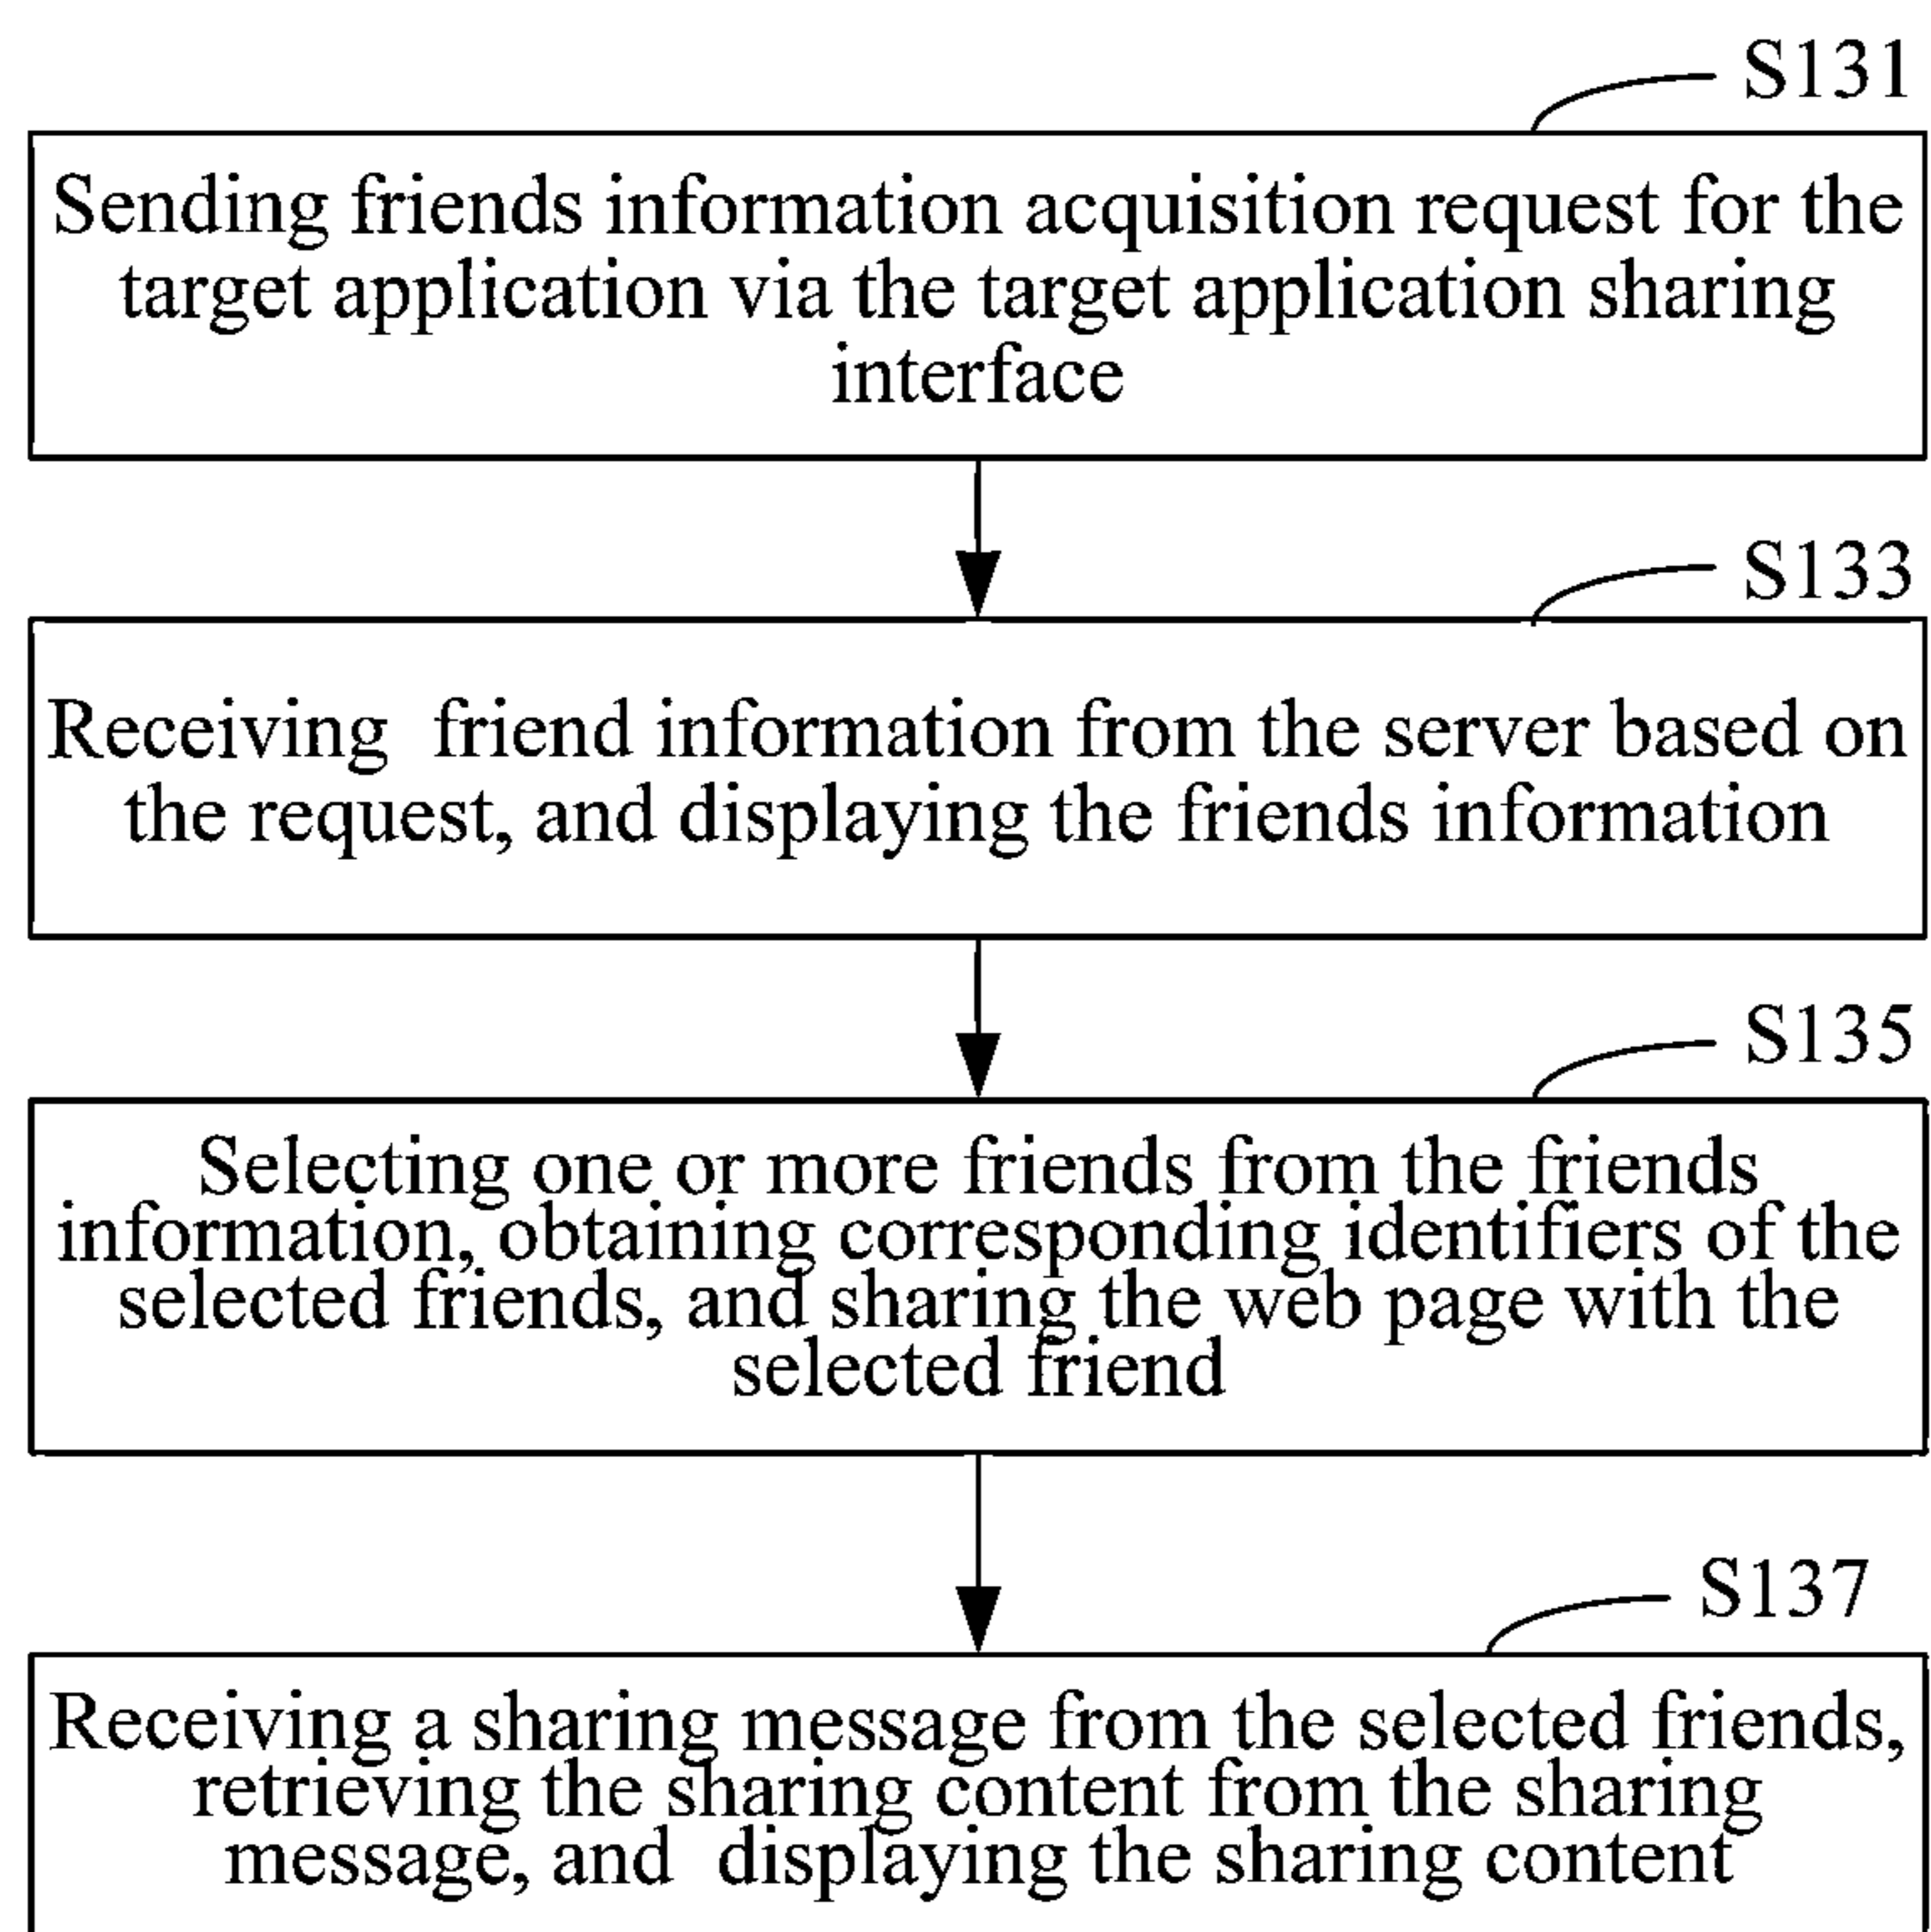 S131
Sending friends information acquisition request for the
target application via the target application sharing
interface
S133
Receiving friend information from the server based on
the request, and displaying the friends information
S135
Selecting one or more friends from the friends
information, obtaining corresponding identifiers of the
selected friends, and sharing the web page with the
selected friend
S137
Receiving a sharing message from the selected friends,
retrieving the sharing content from the sharing
message, and displaying the sharing content